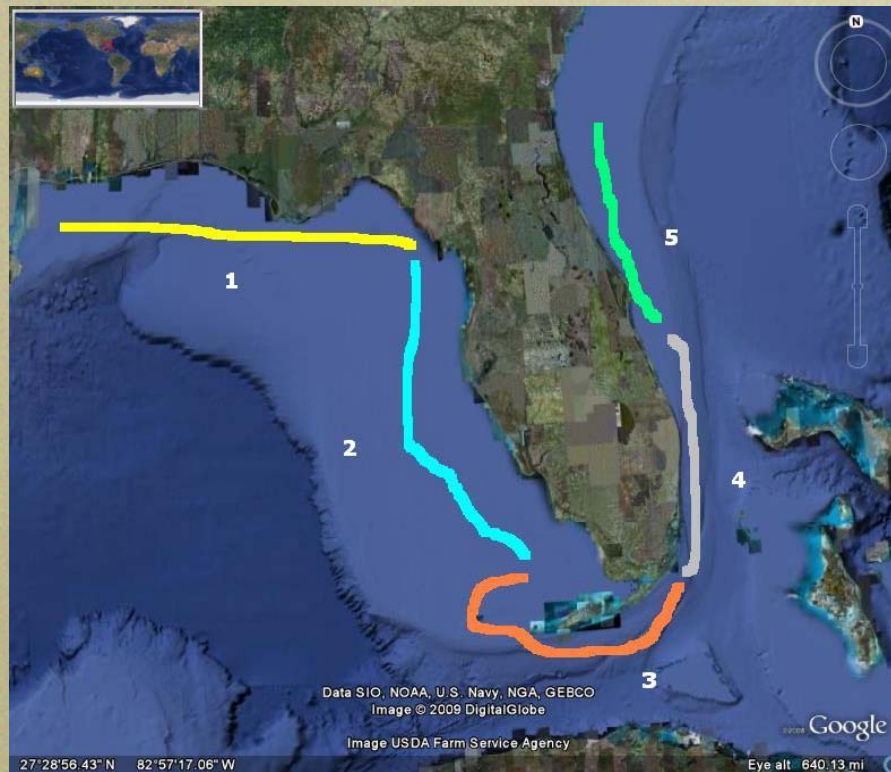 N
5
1
2
4
3
Data SIO, NOAA, U.S. Navy, NGA, GEBCO
Image © 2009 DigitalGlobe
©2009 Google
Image USDA Farm Service Agency
27°28'56.43" N 82°57'17.06" W
Eye alt 640.13 mi